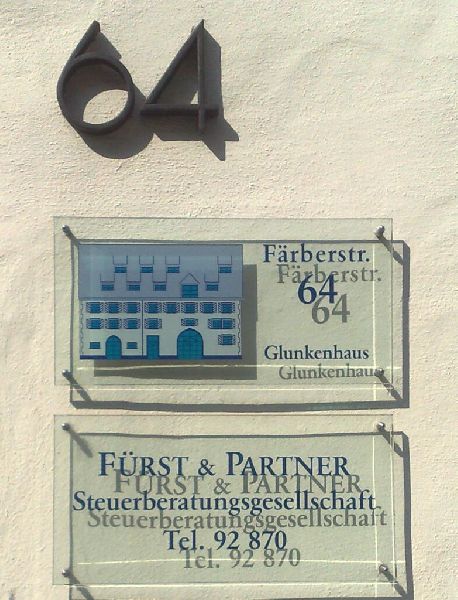 64
Färberstr.
64
Glunkenhaus
FÜRST & PARTNER
Steuerberatungsgesellschaft
Tel. 92 870